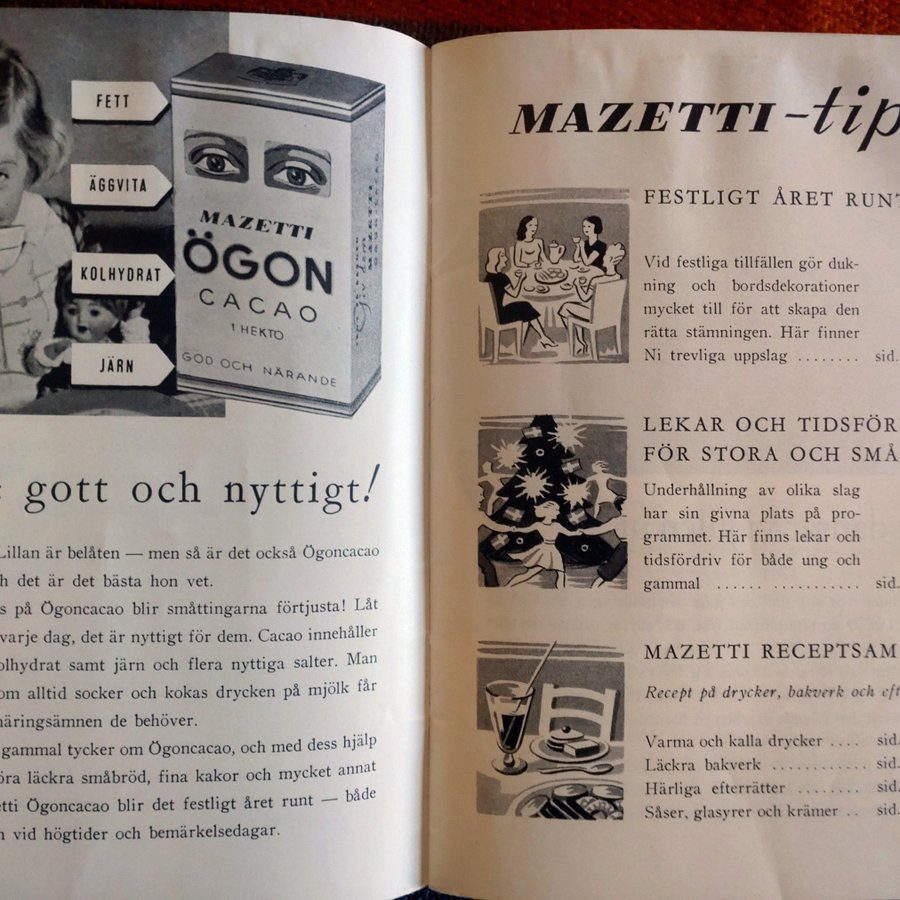 FETT
ÄGGVITA
KOLHYDRAT
JÄRN
MAZETTI
ÖGON
CACAO
1 HEKTO
GOD OCH NÄRANDE
gott och nyttigt!
Lillan är belåten — men så är det också Ögoncacao
det är det bästa hon vet.
på Ögoncacao blir småttingarna förtjusta! Låt
varje dag, det är nyttigt för dem. Cacao innehåller
olhydrat samt järn och flera nyttiga salter. Man
om alltid socker och kokas drycken på mjölk får
näringsämnen de behöver.
gammal tycker om Ögoncacao, och med dess hjälp
öra läckra småbröd, fina kakor och mycket annat
etti Ögoncacao blir det festligt året runt — både
vid högtider och bemärkelsedagar.
MAZETTI-tip
FESTLIGT ÅRET RUNT
Vid festliga tillfällen gör duk-
ning och bordsdekorationer
mycket till för att skapa den
rätta stämningen. Här finner
Ni trevliga uppslag ........ sid.
LEKAR OCH TIDSFÖR
FÖR STORA OCH SMÅ
Underhållning av olika slag
har sin givna plats på pro-
grammet. Här finns lekar och
tidsfördriv för både ung och
gammal ...... ........... sid.
MAZETTI RECEPTSAM
Recept på drycker, bakverk och eft
Varma och kalla drycker .... sid.
Läckra bakverk ............ sid.
Härliga efterrätter ........ sid.
Såser, glasyrer och krämer .. sid.